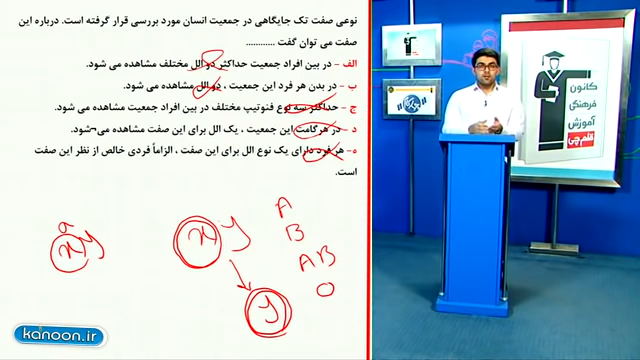 نوعی صفت تک جایگاهی در جمعیت انسان مورد بررسی قرار گرفته است. درباره این
صفت می توان گفت ............
الف – در بین افراد جمعیت حداکثر دو الل مختلف مشاهده می شود.
ب – در بدن هر فرد این جمعیت ، دو الل مشاهده می شود.
ج – حداکثر سه نوع فنوتیپ مختلف در بین افراد جمعیت مشاهده می شود.
د – در هر گامت این جمعیت ، یک الل برای این صفت مشاهده می¬شود.
ه – هر فرد دارای یک نوع الل برای این صفت ، الزاماً فردی خالص از نظر این صفت
است.
a
x y
x y
y
A
B
AB
O
کانون
فرهنگی
آموزش
قلم چی
kanoon.ir